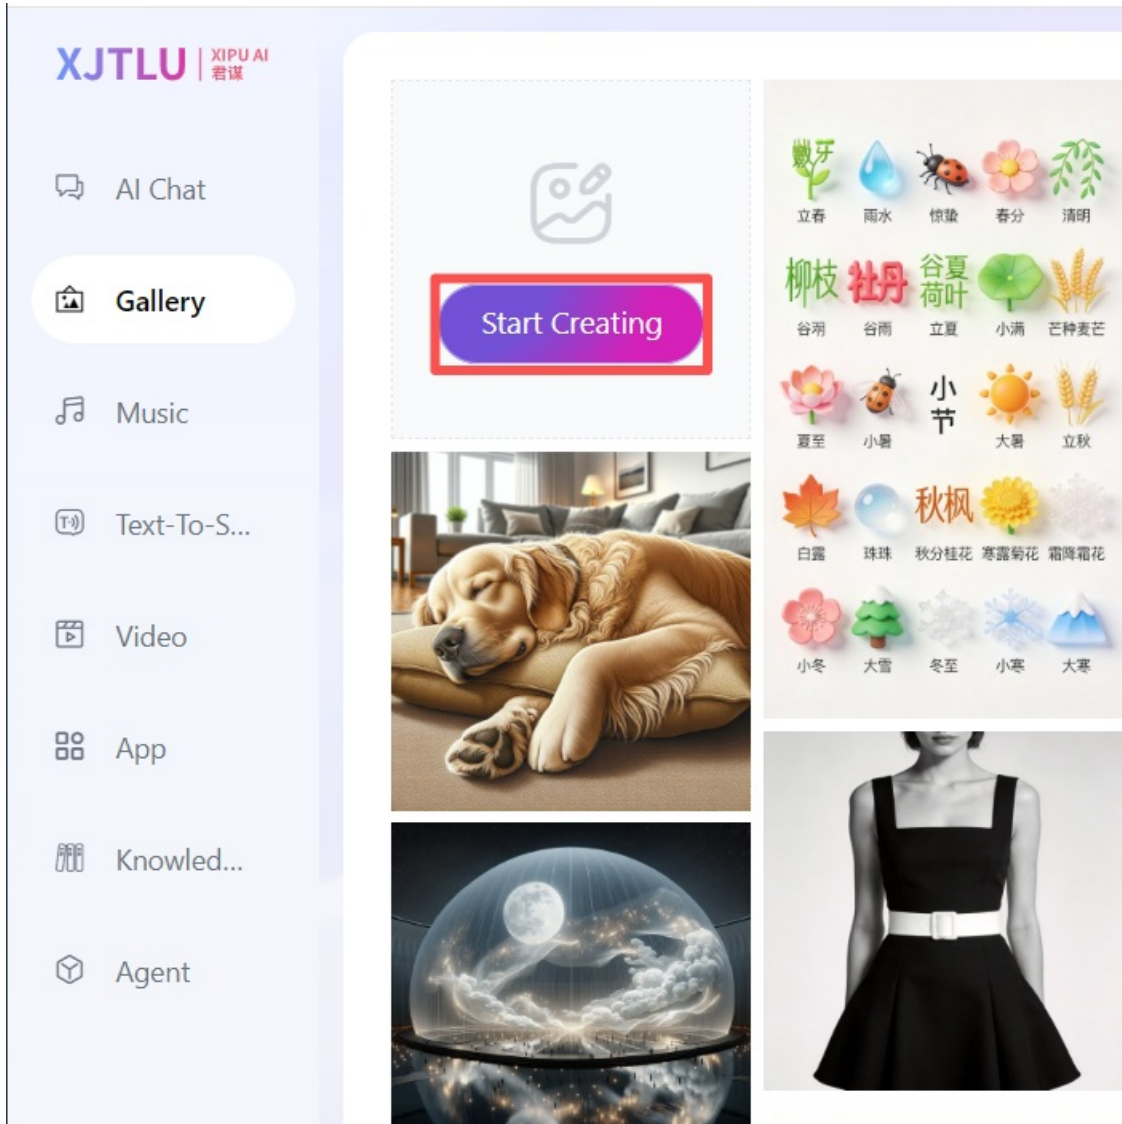 XJTLU
XIPU AI
君谋
AI Chat
Gallery
Music
Text-To-S...
Video
App
Knowled...
Agent
Start Creating
嫩牙
立春 雨水 惊蛰 春分 清明
柳枝 牡丹 谷夏
荷叶
谷羽 谷雨 立夏 小满 芒种麦芒
小
节
夏至 小暑 大暑 立秋
秋枫
白露 珠珠 秋分桂花 寒露菊花 霜降霜花
小冬 大雪 冬至 小寒 大寒